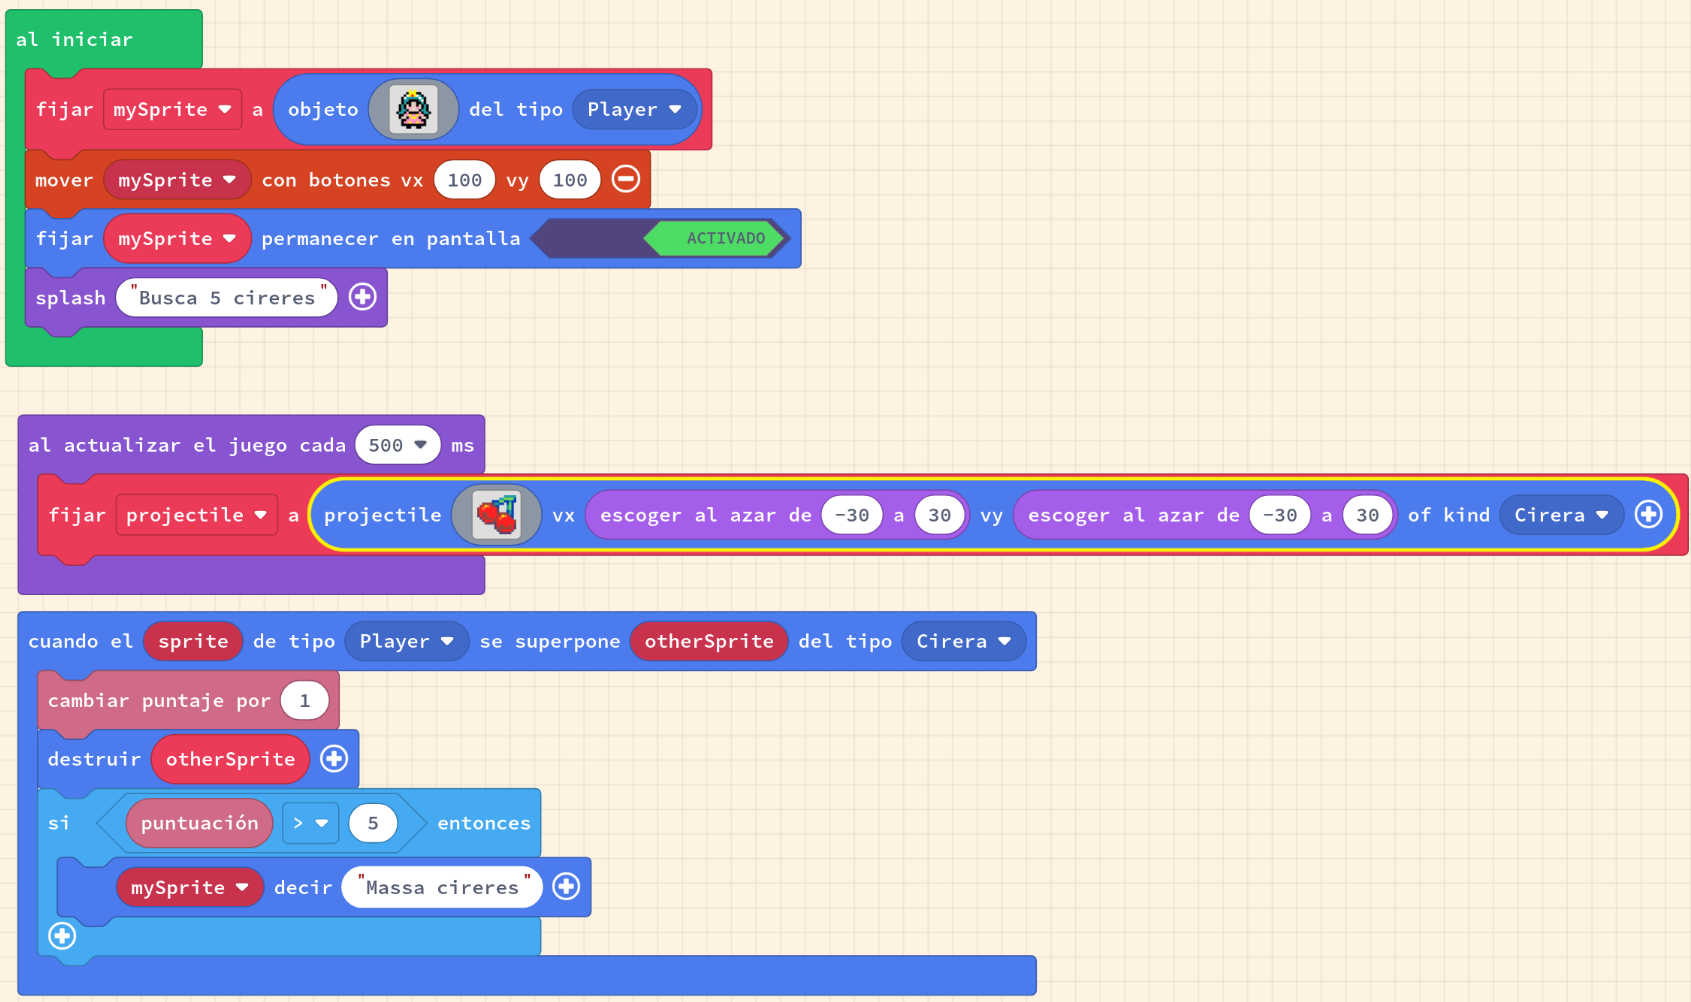 al iniciar
fijar mySprite a objeto del tipo Player
mover mySprite con botones vx 100 vy 100
fijar mySprite permanecer en pantalla ACTIVADO
splash "Busca 5 cireres"
al actualizar el juego cada 500 ms
fijar projectile a projectile vx escoger al azar de -30 a 30 vy escoger al azar de -30 a 30 of kind Cirera
cuando el sprite de tipo Player se superpone otherSprite del tipo Cirera
cambiar puntaje por 1
destruir otherSprite
si puntuación > 5 entonces
mySprite decir "Massa cireres"